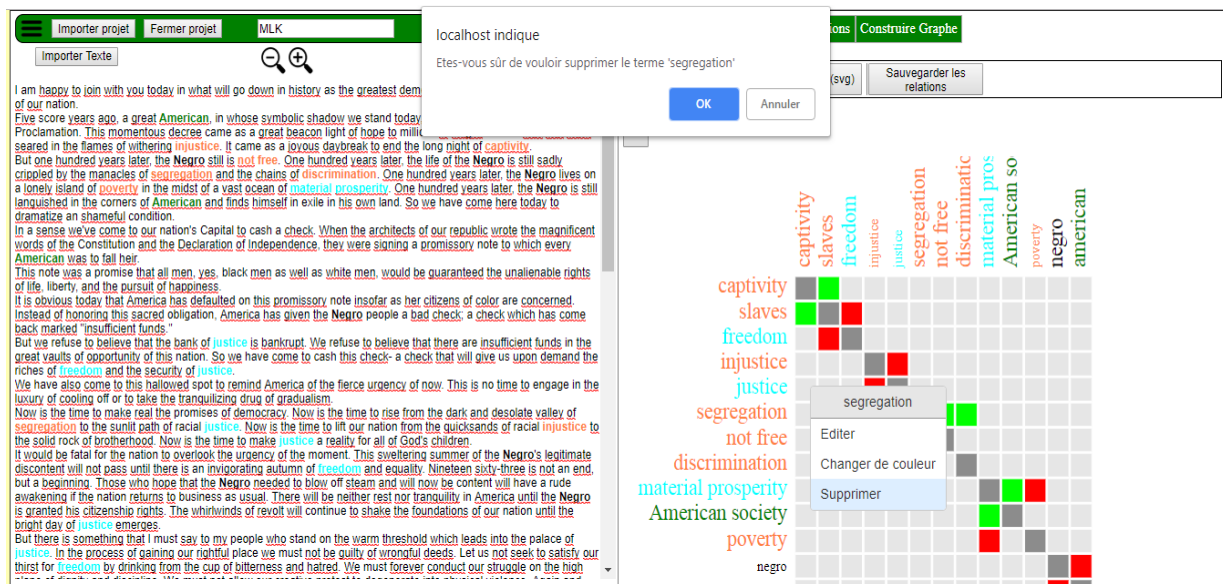 Importer projet Fermer projet MLK
Importer Texte
localhost indique
Etes-vous sûr de vouloir supprimer le terme 'segregation'
OK Annuler
ions Construire Graphe
(svg) Sauvegarder les
relations
I am happy to join with you today in what will go down in history as the greatest dem
of our nation.
Five score years ago, a great American, in whose symbolic shadow we stand today
Proclamation. This momentous decree came as a great beacon light of hope to milli
seared in the flames of withering injustice. It came as a joyous daybreak to end the long night of captivity.
But one hundred years later, the Negro still is not free. One hundred years later, the life of the Negro is still sadly
crippled by the manacles of segregation and the chains of discrimination. One hundred years later, the Negro lives on
a lonely island of poverty in the midst of a vast ocean of material prosperity. One hundred years later, the Negro is still
languished in the corners of American and finds himself in exile in his own land. So we have come here today to
dramatize an shameful condition.
In a sense we've come to our nation's Capital to cash a check. When the architects of our republic wrote the magnificent
words of the Constitution and the Declaration of Independence, they were signing a promissory note to which every
American was to fall heir.
This note was a promise that all men, yes, black men as well as white men, would be guaranteed the unalienable rights
of life, liberty, and the pursuit of happiness.
It is obvious today that America has defaulted on this promissory note insofar as her citizens of color are concerned.
Instead of honoring this sacred obligation, America has given the Negro people a bad check; a check which has come
back marked "insufficient funds."
But we refuse to believe that the bank of justice is bankrupt. We refuse to believe that there are insufficient funds in the
great vaults of opportunity of this nation. So we have come to cash this check- a check that will give us upon demand the
riches of freedom and the security of justice.
We have also come to this hallowed spot to remind America of the fierce urgency of now. This is no time to engage in the
luxury of cooling off or to take the tranquilizing drug of gradualism.
Now is the time to make real the promises of democracy. Now is the time to rise from the dark and desolate valley of
segregation to the sunlit path of racial justice. Now is the time to lift our nation from the quicksands of racial injustice to
the solid rock of brotherhood. Now is the time to make justice a reality for all of God's children.
It would be fatal for the nation to overlook the urgency of the moment. This sweltering summer of the Negro's legitimate
discontent will not pass until there is an invigorating autumn of freedom and equality. Nineteen sixty-three is not an end,
but a beginning. Those who hope that the Negro needed to blow off steam and will now be content will have a rude
awakening if the nation returns to business as usual. There will be neither rest nor tranquility in America until the Negro
is granted his citizenship rights. The whirlwinds of revolt will continue to shake the foundations of our nation until the
bright day of justice emerges.
But there is something that I must say to my people who stand on the warm threshold which leads into the palace of
justice. In the process of gaining our rightful place we must not be guilty of wrongful deeds. Let us not seek to satisfy our
thirst for freedom by drinking from the cup of bitterness and hatred. We must forever conduct our struggle on the high
captivity
slaves
freedom
injustice
justice
segregation
not free
discriminatic
material pros
American so
poverty
negro
american
captivity
slaves
freedom
injustice
justice
segregation
not free
discrimination
material prosperity
American society
poverty
negro
segregation
Editer
Changer de couleur
Supprimer